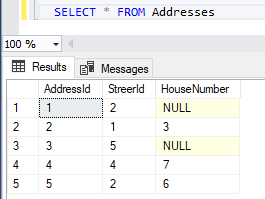 SELECT * FROM Addresses
100 %
Results Messages
AddressId StreerId HouseNumber
1 1 2 NULL
2 2 1 3
3 3 5 NULL
4 4 4 7
5 5 2 6